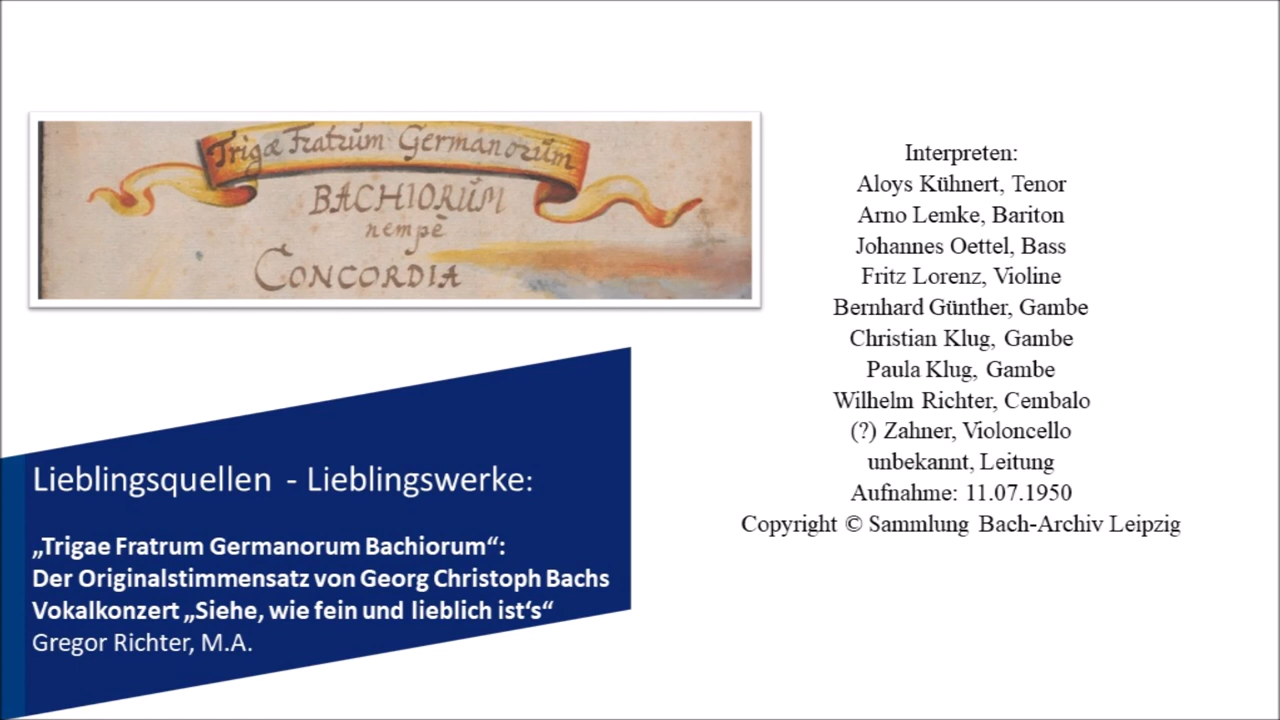 Trigæ Fratrum Germanorum
BACHIORUM
nempè
CONCORDIA
Interpreten:
Aloys Kühnert, Tenor
Arno Lemke, Bariton
Johannes Oettel, Bass
Fritz Lorenz, Violine
Bernhard Günther, Gambe
Christian Klug, Gambe
Paula Klug, Gambe
Wilhelm Richter, Cembalo
(?) Zahner, Violoncello
unbekannt, Leitung
Aufnahme: 11.07.1950
Copyright © Sammlung Bach-Archiv Leipzig
Lieblingsquellen - Lieblingswerke:
„Trigae Fratrum Germanorum Bachiorum“:
Der Originalstimmensatz von Georg Christoph Bachs
Vokalkonzert „Siehe, wie fein und lieblich ist‘s“
Gregor Richter, M.A.